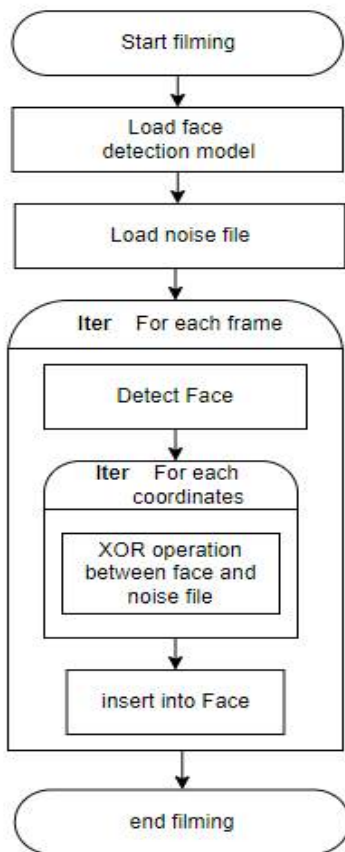 Start filming
Load face
detection model
Load noise file
Iter For each frame
Detect Face
Iter For each
coordinates
XOR operation
between face and
noise file
insert into Face
end filming